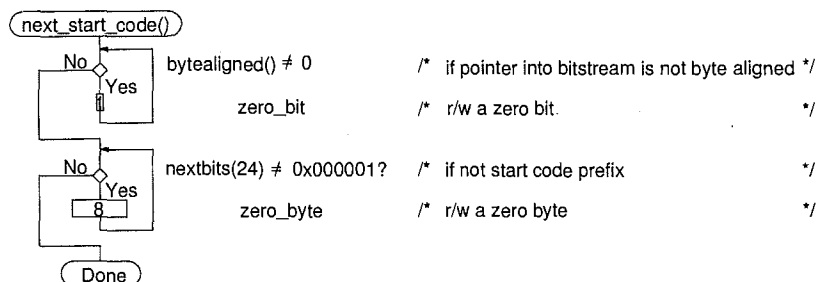 next_start_code()
No bytealigned() ≠ 0 /* if pointer into bitstream is not byte aligned */
Yes
1 zero_bit /* r/w a zero bit. */
No nextbits(24) ≠ 0x000001? /* if not start code prefix */
Yes
8 zero_byte /* r/w a zero byte */
Done